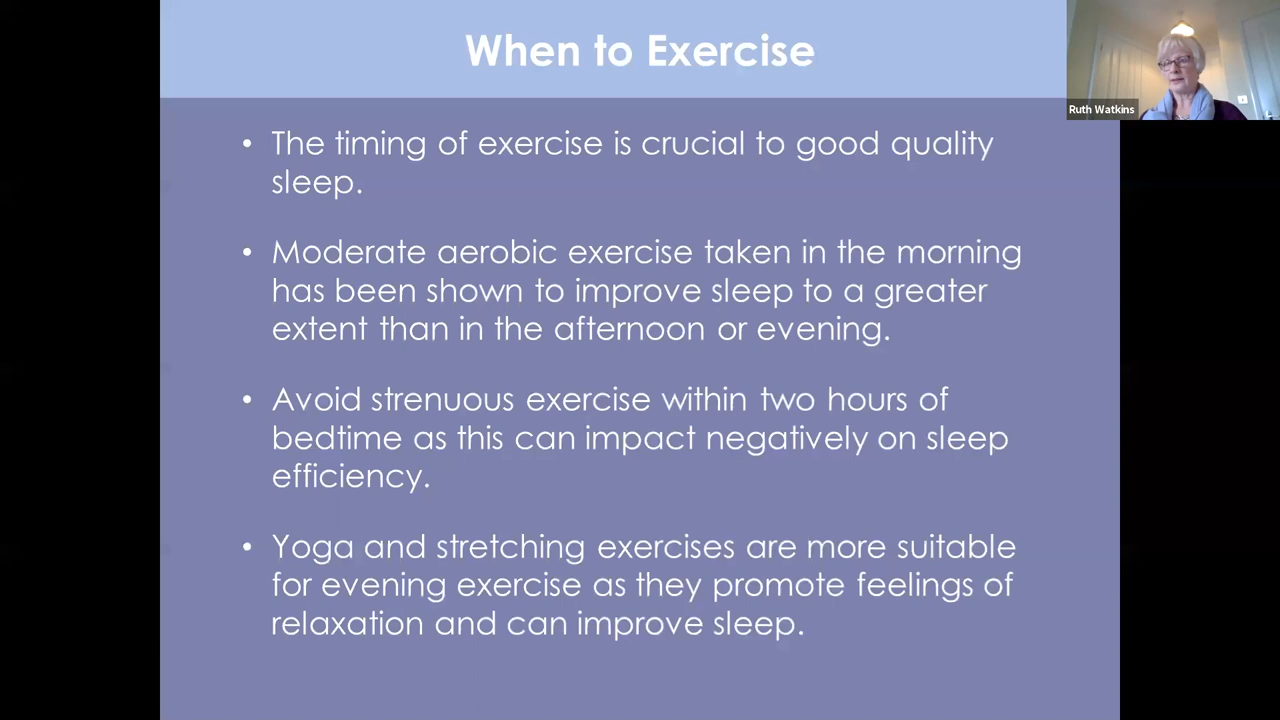 When to Exercise
Ruth Watkins
• The timing of exercise is crucial to good quality
sleep.
• Moderate aerobic exercise taken in the morning
has been shown to improve sleep to a greater
extent than in the afternoon or evening.
• Avoid strenuous exercise within two hours of
bedtime as this can impact negatively on sleep
efficiency.
• Yoga and stretching exercises are more suitable
for evening exercise as they promote feelings of
relaxation and can improve sleep.